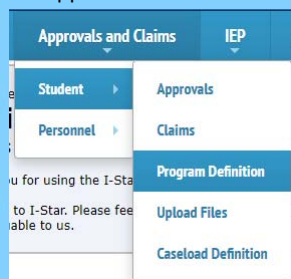 Approvals and Claims IEP
Student Approvals
Personnel Claims
Program Definition
u for using the I-Sta
Upload Files
to I-Star. Please fee
able to us.
Caseload Definition